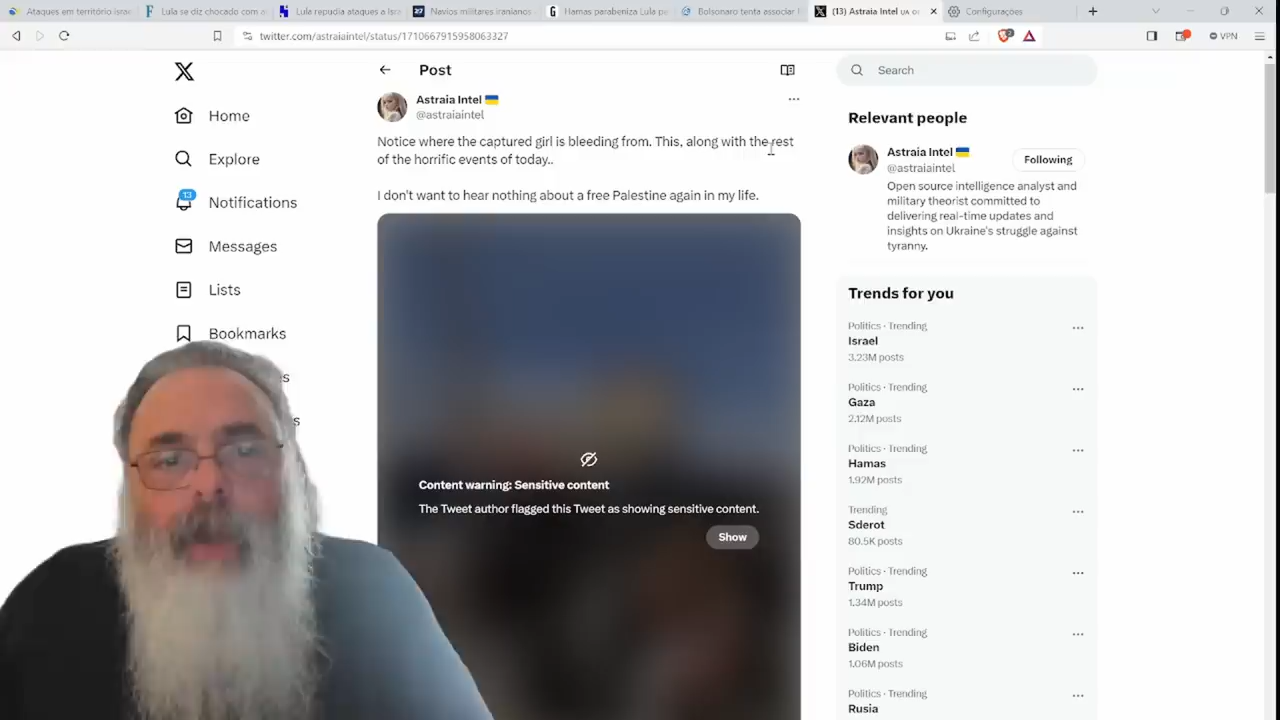 Ataques em território israe
Lula se diz chocado com a
Lula repudia ataques a Isra
Navios militares iranianos
Hamas parabeniza Lula pe
Bolsonaro tenta associar
(13) Astraia Intel
Configurações
twitter.com/astraiaintel/status/1710667915958063327
VPN
Post
Search
Home
Explore
13
Notifications
Messages
Lists
Bookmarks
Astraia Intel
@astraiaintel
Notice where the captured girl is bleeding from. This, along with the rest
of the horrific events of today..
I don't want to hear nothing about a free Palestine again in my life.
Content warning: Sensitive content
The Tweet author flagged this Tweet as showing sensitive content.
Show
Relevant people
Astraia Intel
@astraiaintel
Following
Open source intelligence analyst and
military theorist committed to
delivering real-time updates and
insights on Ukraine's struggle against
tyranny.
Trends for you
Politics · Trending
Israel
3.23M posts
Politics · Trending
Gaza
2.12M posts
Politics · Trending
Hamas
1.92M posts
Trending
Sderot
80.5K posts
Politics · Trending
Trump
1.34M posts
Politics · Trending
Biden
1.06M posts
Politics · Trending
Rusia